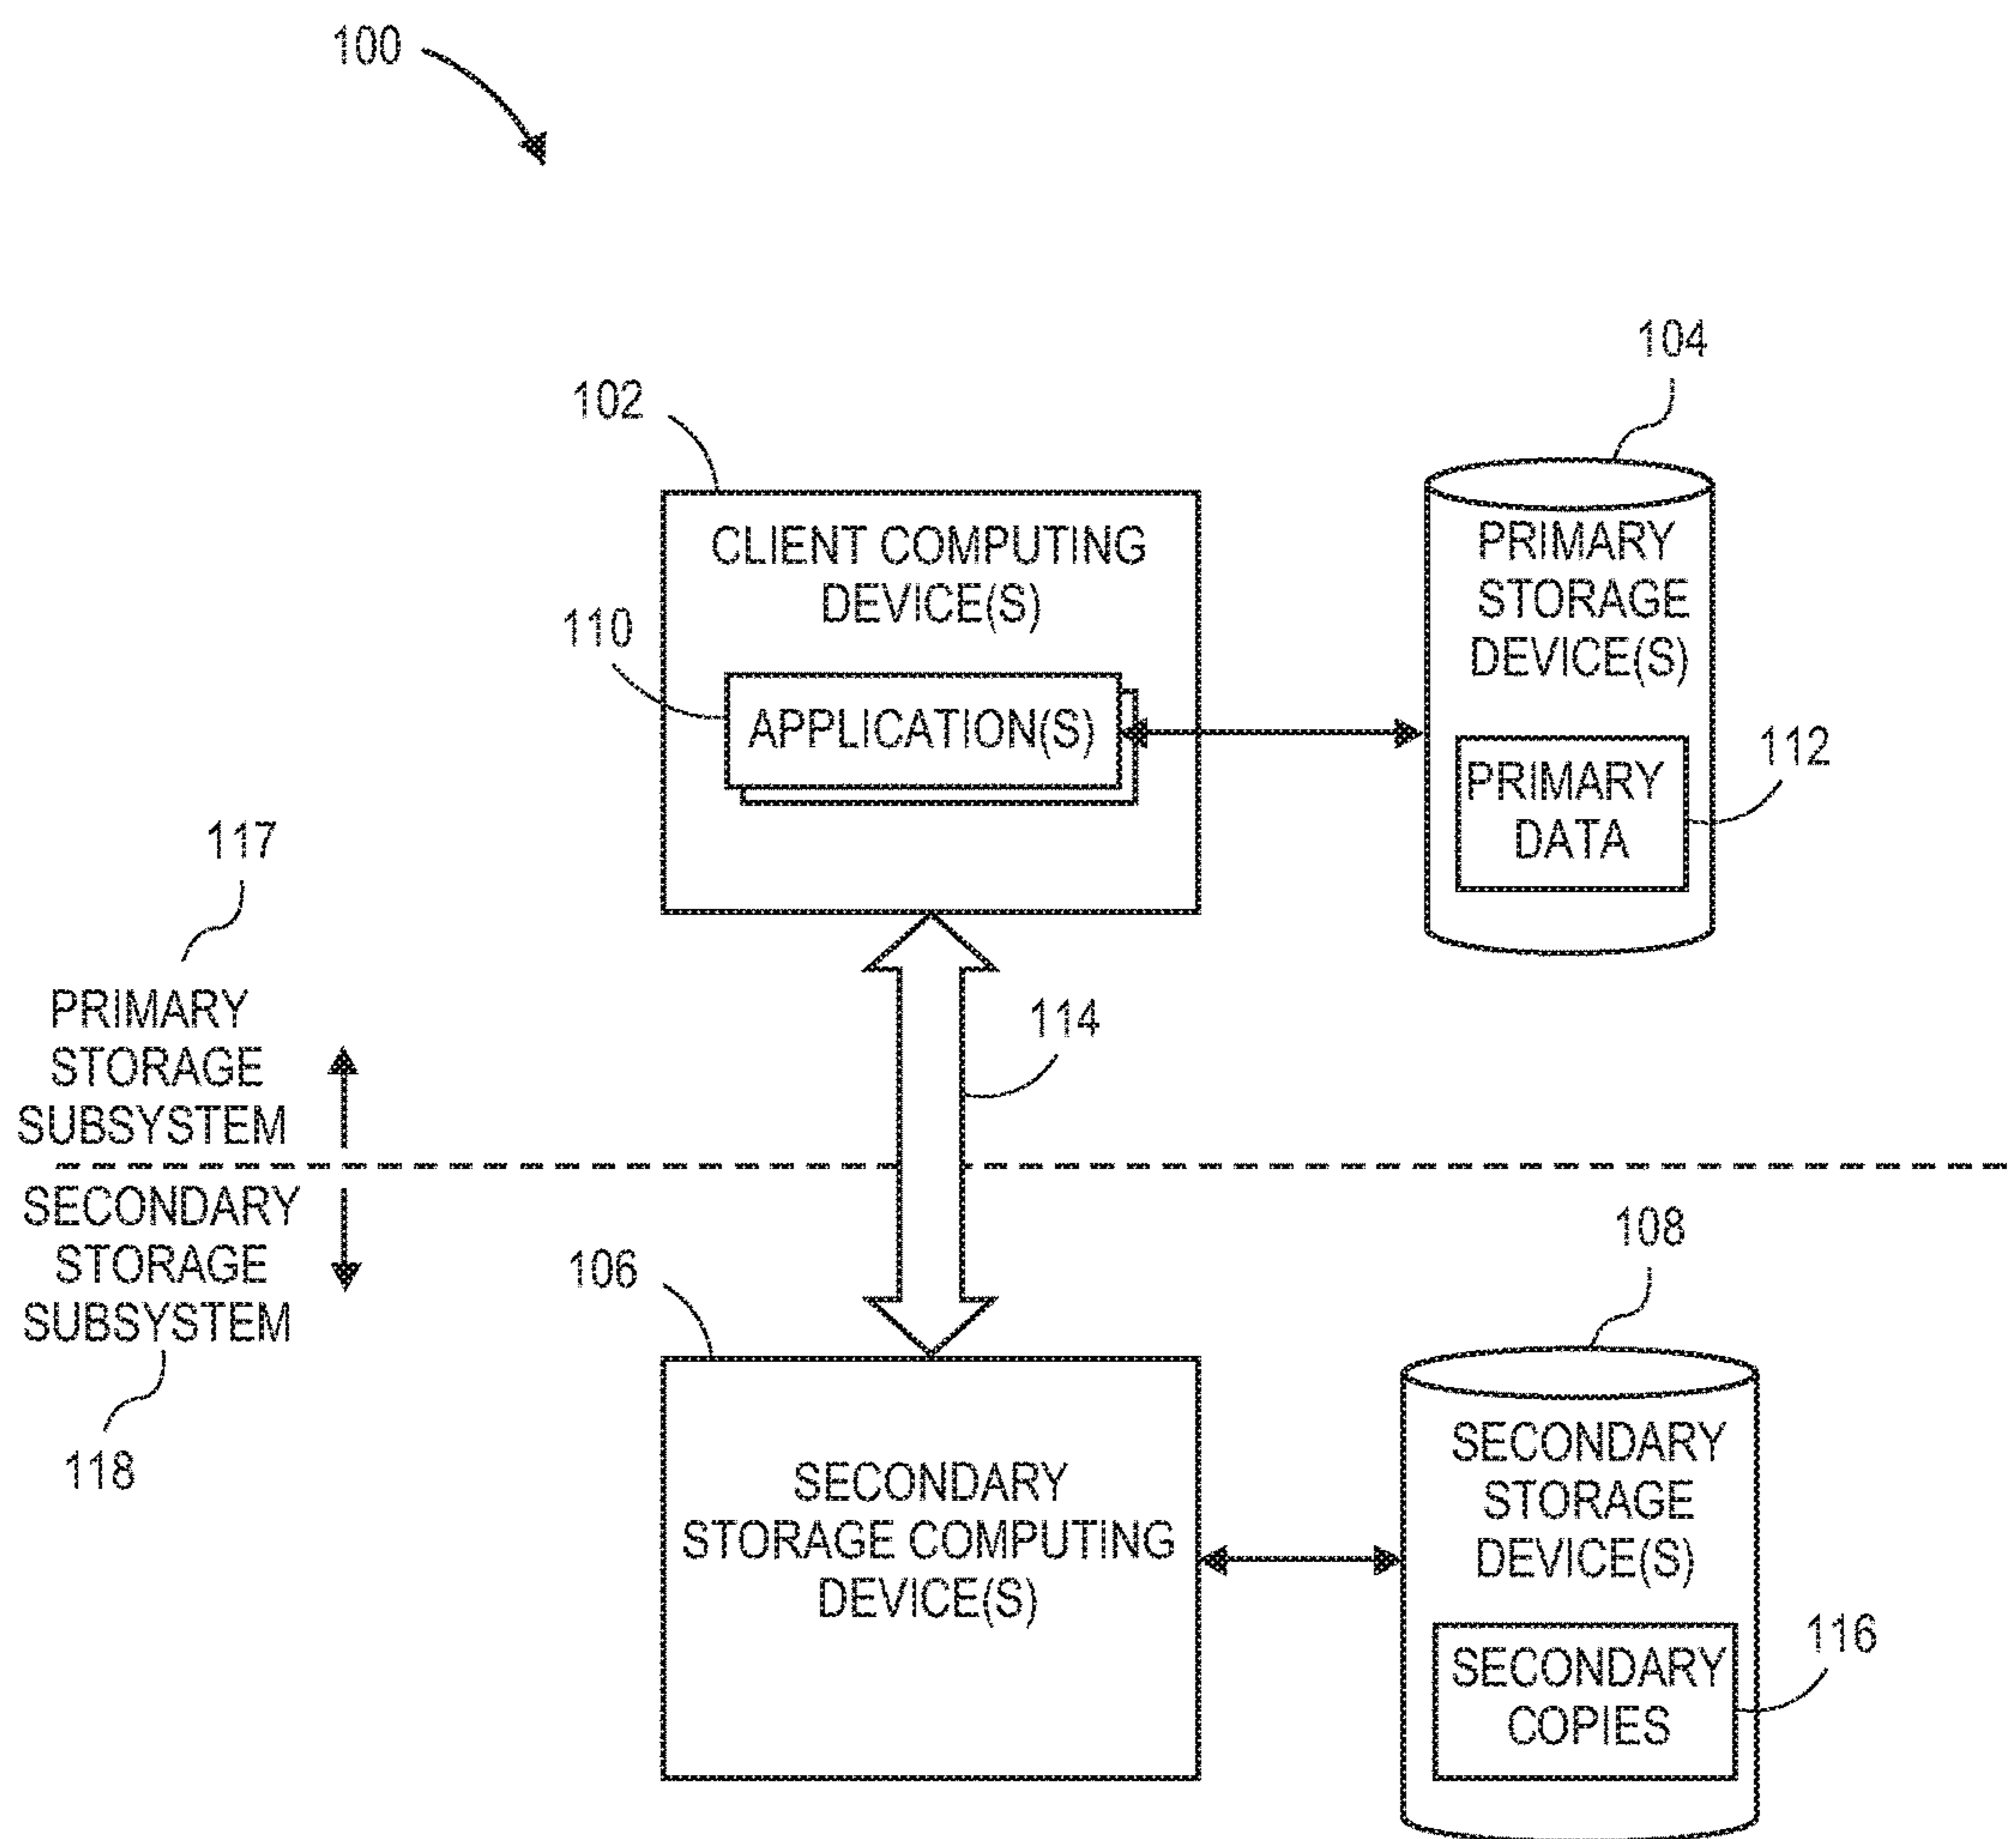 100
104
102
CLIENT COMPUTING
DEVICE(S)
110
APPLICATION(S)
PRIMARY
STORAGE
DEVICE(S)
PRIMARY
DATA
112
117
PRIMARY
STORAGE
SUBSYSTEM
114
SECONDARY
STORAGE
SUBSYSTEM
118
106
SECONDARY
STORAGE COMPUTING
DEVICE(S)
108
SECONDARY
STORAGE
DEVICE(S)
SECONDARY
COPIES
116